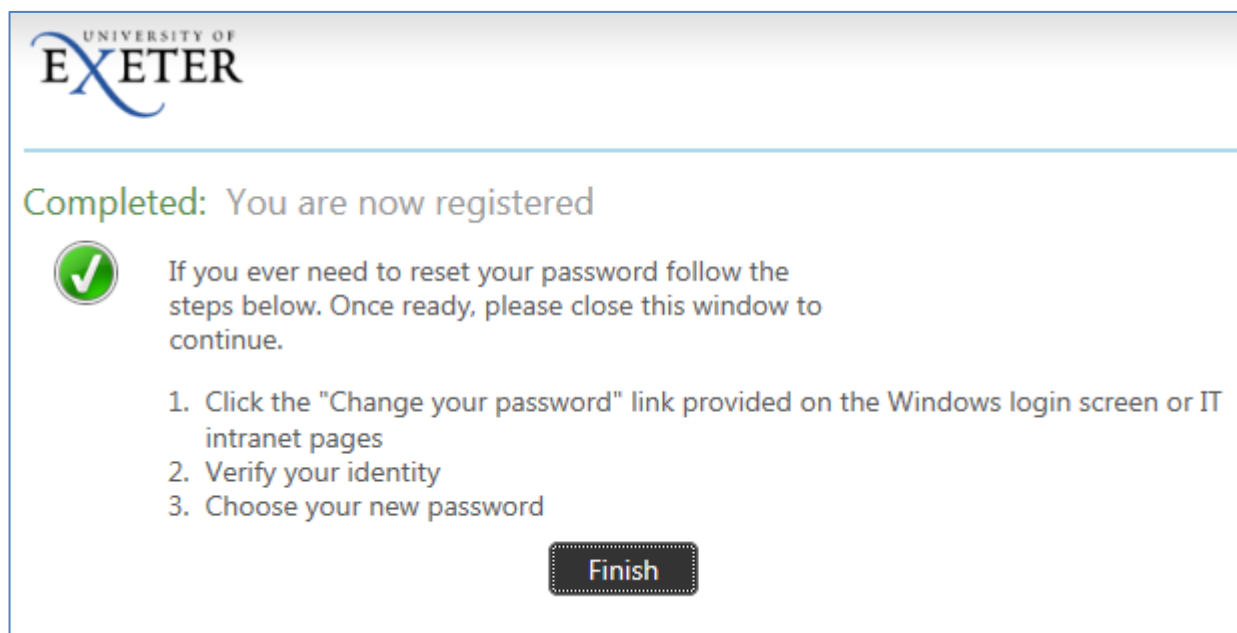 UNIVERSITY OF
EXETER
Completed: You are now registered
If you ever need to reset your password follow the
steps below. Once ready, please close this window to
continue.
1. Click the "Change your password" link provided on the Windows login screen or IT
intranet pages
2. Verify your identity
3. Choose your new password
Finish